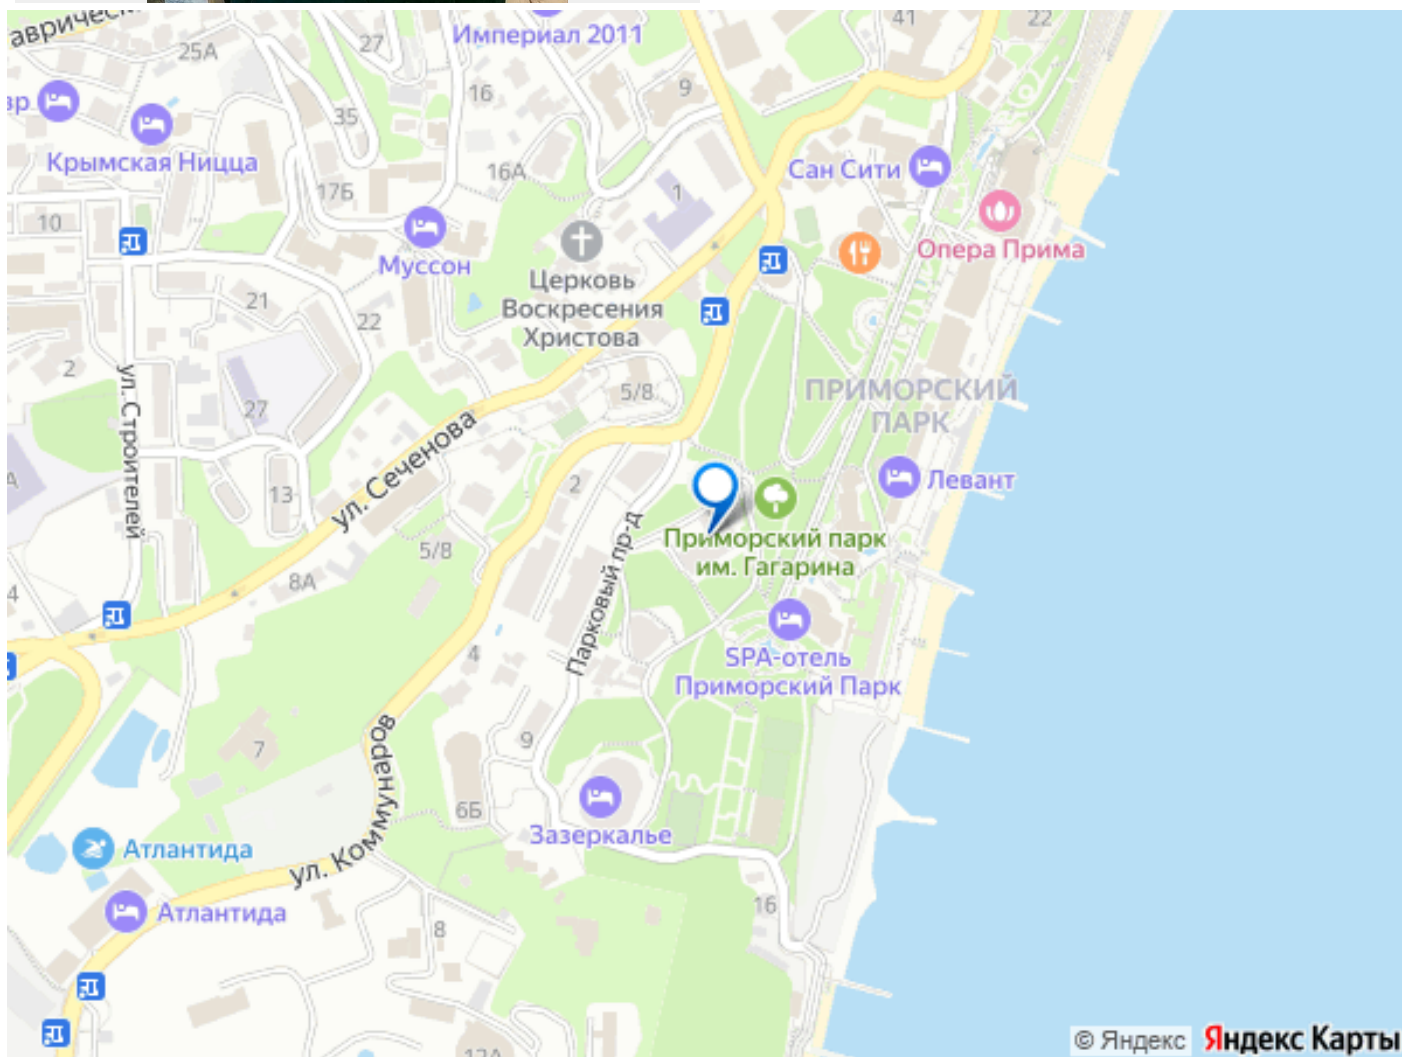 аврическ
25А
27
Империал 2011
41
22
вр
35
16
9
Крымская Ницца
17Б
16А
1
Сан Сити
10
Муссон
Церковь
Воскресения
Христова
Опера Прима
21
22
2
ул. Строителей
27
5/8
ПРИМОРСКИЙ
ПАРК
ул. Сеченова
13
2
Левант
5/8
Приморский парк
им. Гагарина
8А
4
Парковый пр-д
SPA-отель
Приморский Парк
4
7
9
ул. Коммунаров
6Б
Зазеркалье
Атлантида
Атлантида
8
16
12А
© Яндекс Яндекс Карты